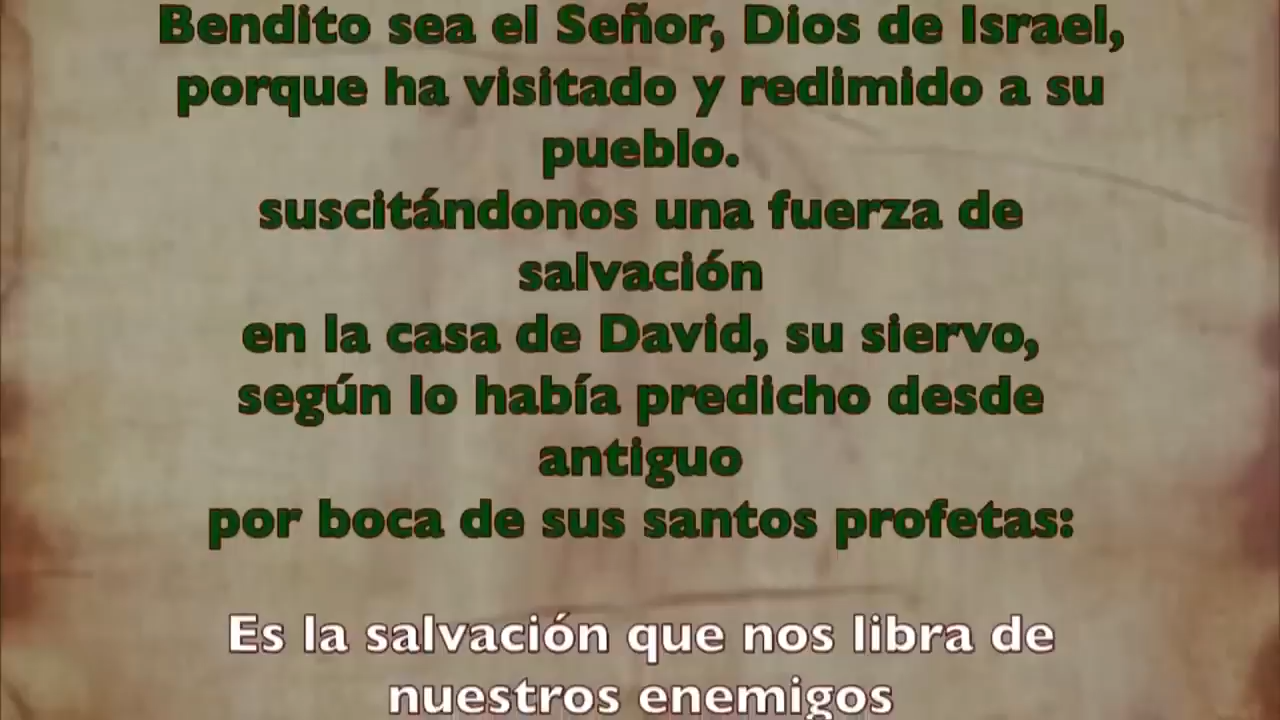 Bendito sea el Señor, Dios de Israel,
porque ha visitado y redimido a su
pueblo.
suscitándonos una fuerza de
salvación
en la casa de David, su siervo,
según lo había predicho desde
antiguo
por boca de sus santos profetas:
Es la salvación que nos libra de
nuestros enemigos